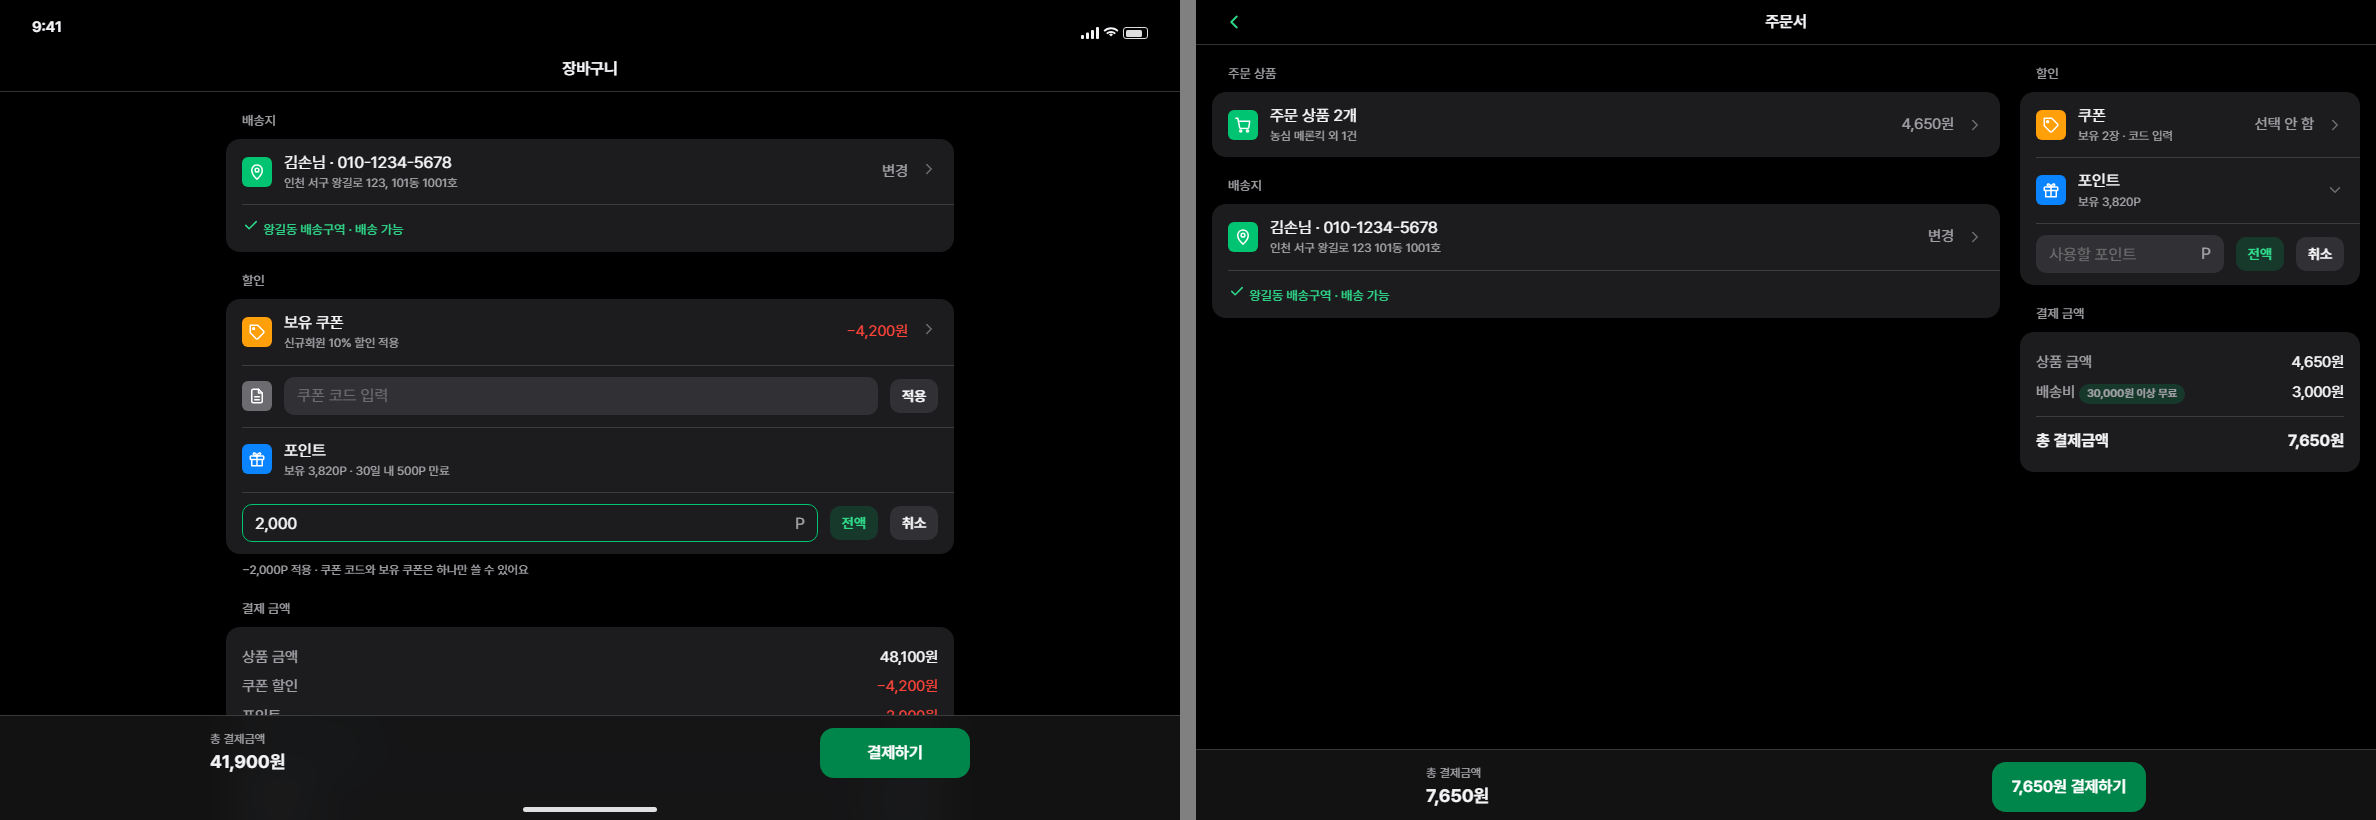 9:41
장바구니
배송지
김손님 · 010-1234-5678
인천 서구 왕길로 123, 101동 1001호
변경
왕길동 배송구역 · 배송 가능
할인
보유 쿠폰
신규회원 10% 할인 적용
−4,200원
쿠폰 코드 입력
적용
포인트
보유 3,820P · 30일 내 500P 만료
2,000
P
전액
취소
−2,000P 적용 · 쿠폰 코드와 보유 쿠폰은 하나만 쓸 수 있어요
결제 금액
상품 금액
48,100원
쿠폰 할인
−4,200원
포인트
−2,000원
총 결제금액
41,900원
결제하기
주문서
주문 상품
주문 상품 2개
농심 메론킥 외 1건
4,650원
배송지
김손님 · 010-1234-5678
인천 서구 왕길로 123 101동 1001호
변경
왕길동 배송구역 · 배송 가능
할인
쿠폰
보유 2장 · 코드 입력
선택 안 함
포인트
보유 3,820P
사용할 포인트
P
전액
취소
결제 금액
상품 금액
4,650원
배송비 30,000원 이상 무료
3,000원
총 결제금액
7,650원
총 결제금액
7,650원
7,650원 결제하기